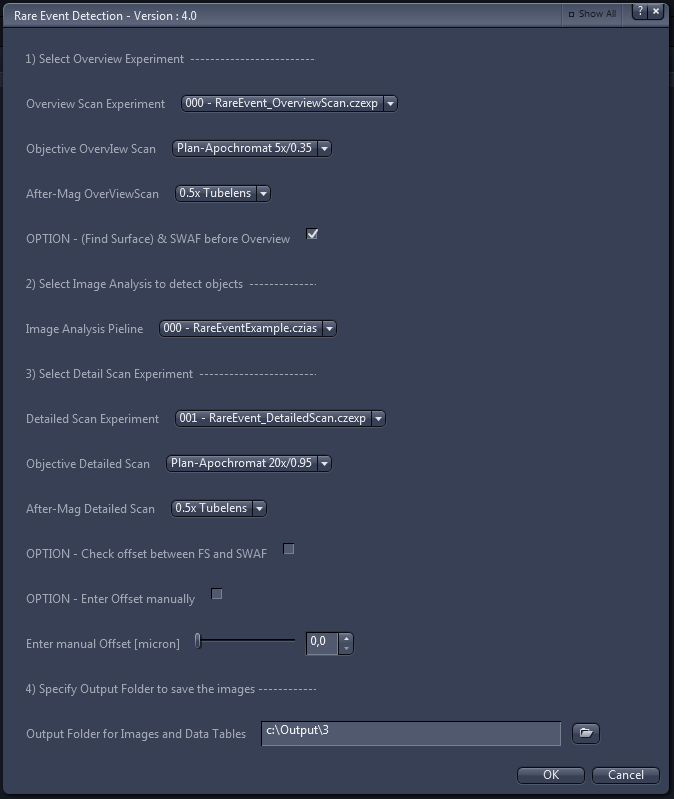 Rare Event Detection - Version : 4.0
Show All
? ×
1) Select Overview Experiment -------------------------
Overview Scan Experiment 000 - RareEvent_OverviewScan.czexp
Objective OvervIew Scan Plan-Apochromat 5x/0.35
After-Mag OverViewScan 0.5x Tubelens
OPTION - (Find Surface) & SWAF before Overview
2) Select Image Analysis to detect objects -------------
Image Analysis Pieline 000 - RareEventExample.czias
3) Select Detail Scan Experiment -----------------------
Detailed Scan Experiment 001 - RareEvent_DetailedScan.czexp
Objective Detailed Scan Plan-Apochromat 20x/0.95
After-Mag Detailed Scan 0.5x Tubelens
OPTION - Check offset between FS and SWAF
OPTION - Enter Offset manually
Enter manual Offset [micron] 0,0
4) Specify Output Folder to save the images ------------
Output Folder for Images and Data Tables c:\Output\3
OK Cancel